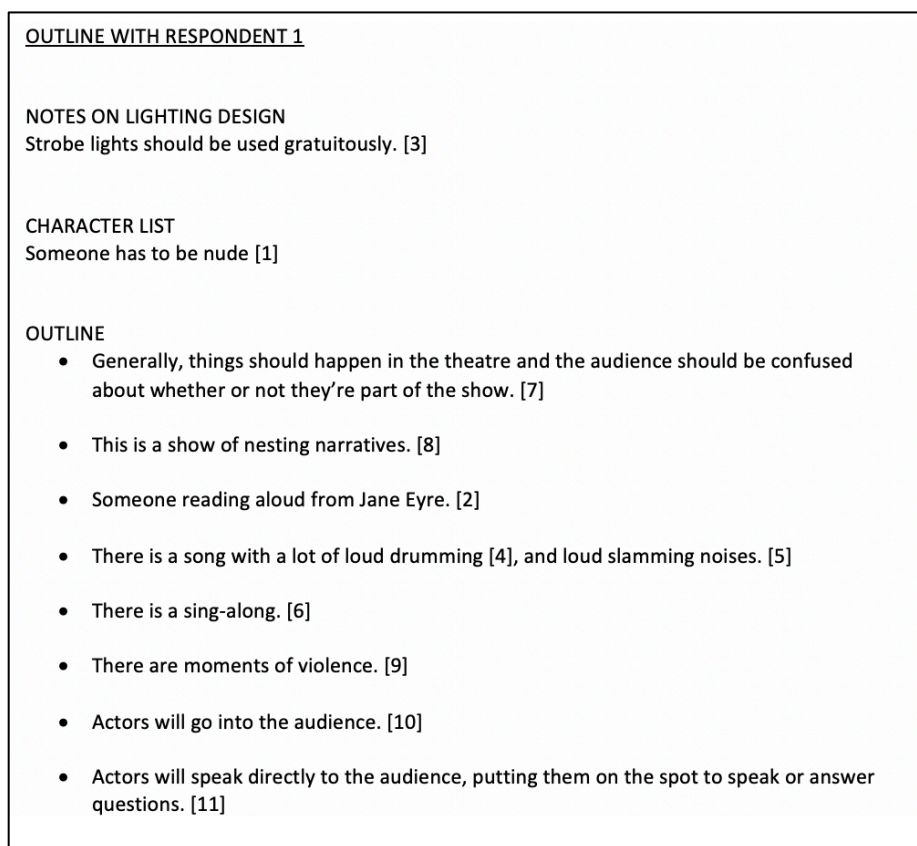 OUTLINE WITH RESPONDENT 1
NOTES ON LIGHTING DESIGN
Strobe lights should be used gratuitously. [3]
CHARACTER LIST
Someone has to be nude [1]
OUTLINE
• Generally, things should happen in the theatre and the audience should be confused
about whether or not they're part of the show. [7]
• This is a show of nesting narratives. [8]
• Someone reading aloud from Jane Eyre. [2]
• There is a song with a lot of loud drumming [4], and loud slamming noises. [5]
• There is a sing-along. [6]
• There are moments of violence. [9]
• Actors will go into the audience. [10]
• Actors will speak directly to the audience, putting them on the spot to speak or answer
questions. [11]